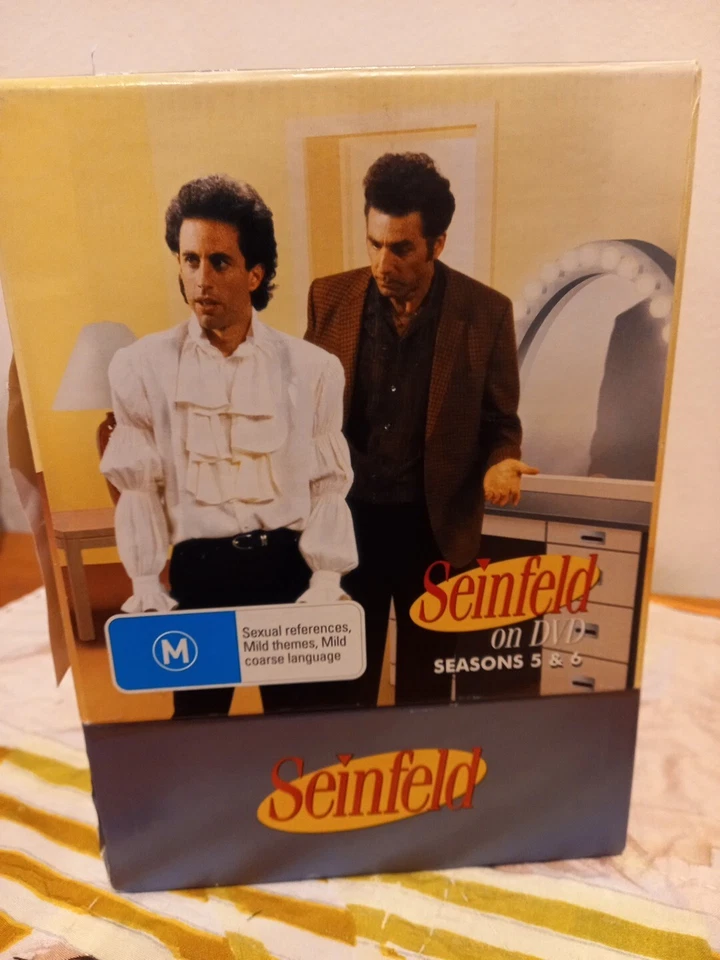 M
Sexual references,
Mild themes, Mild
coarse language
Seinfeld
on DVD
SEASONS 5 & 6
Seinfeld